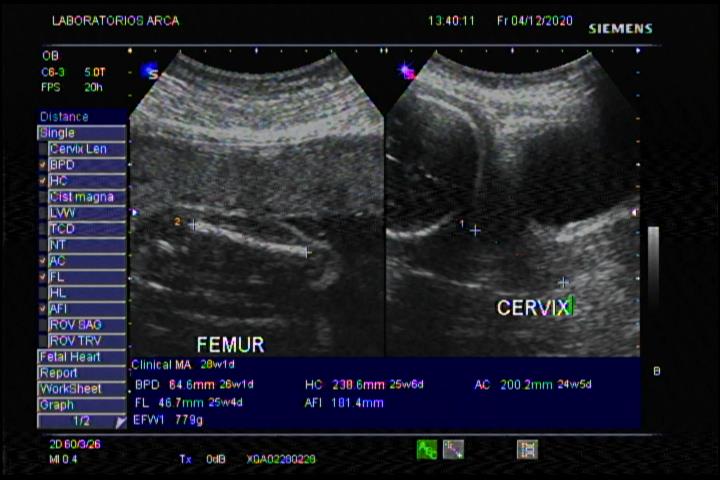 LABORATORIOS ARCA
13:40:11 Fr 04/12/2020
SIEMENS
OB
C6-3 5.0T
FPS 20h
S
S
Distance
Single
Cervix Len
BPD
HC
Cist magna
LVW
TCD
NT
AC
FL
HL
AFI
ROV SAG
ROV TRV
Fetal Heart
Report
WorkSheet
Graph
1/2
2
1
FEMUR
CERVIX
B
Clinical MA 28w1d
BPD 64.6mm 26w1d HC 238.6mm 25w6d AC 200.2mm 24w5d
FL 46.7mm 25w4d AFI 181.4mm
EFW1 779g
2D 60/3/26
MI 0.4 Tx 0dB
ABC